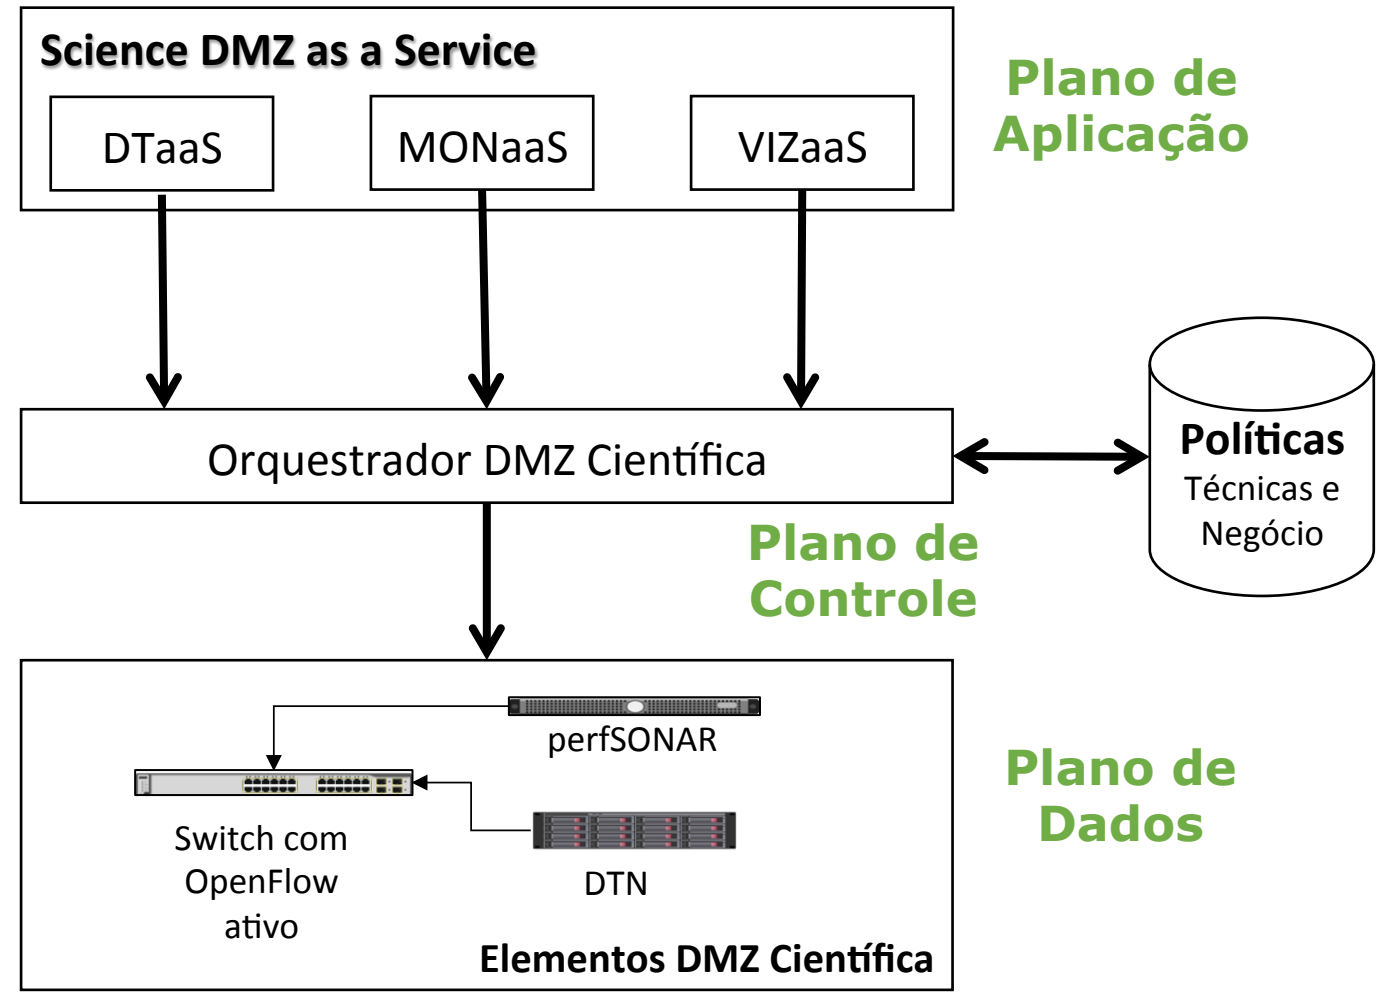 Science DMZ as a Service
DTaaS
MONaaS
VIZaaS
Plano de
Aplicação
Orquestrador DMZ Científica
Políticas
Técnicas e
Negócio
Plano de
Controle
perfSONAR
Switch com
OpenFlow
ativo
DTN
Elementos DMZ Científica
Plano de
Dados